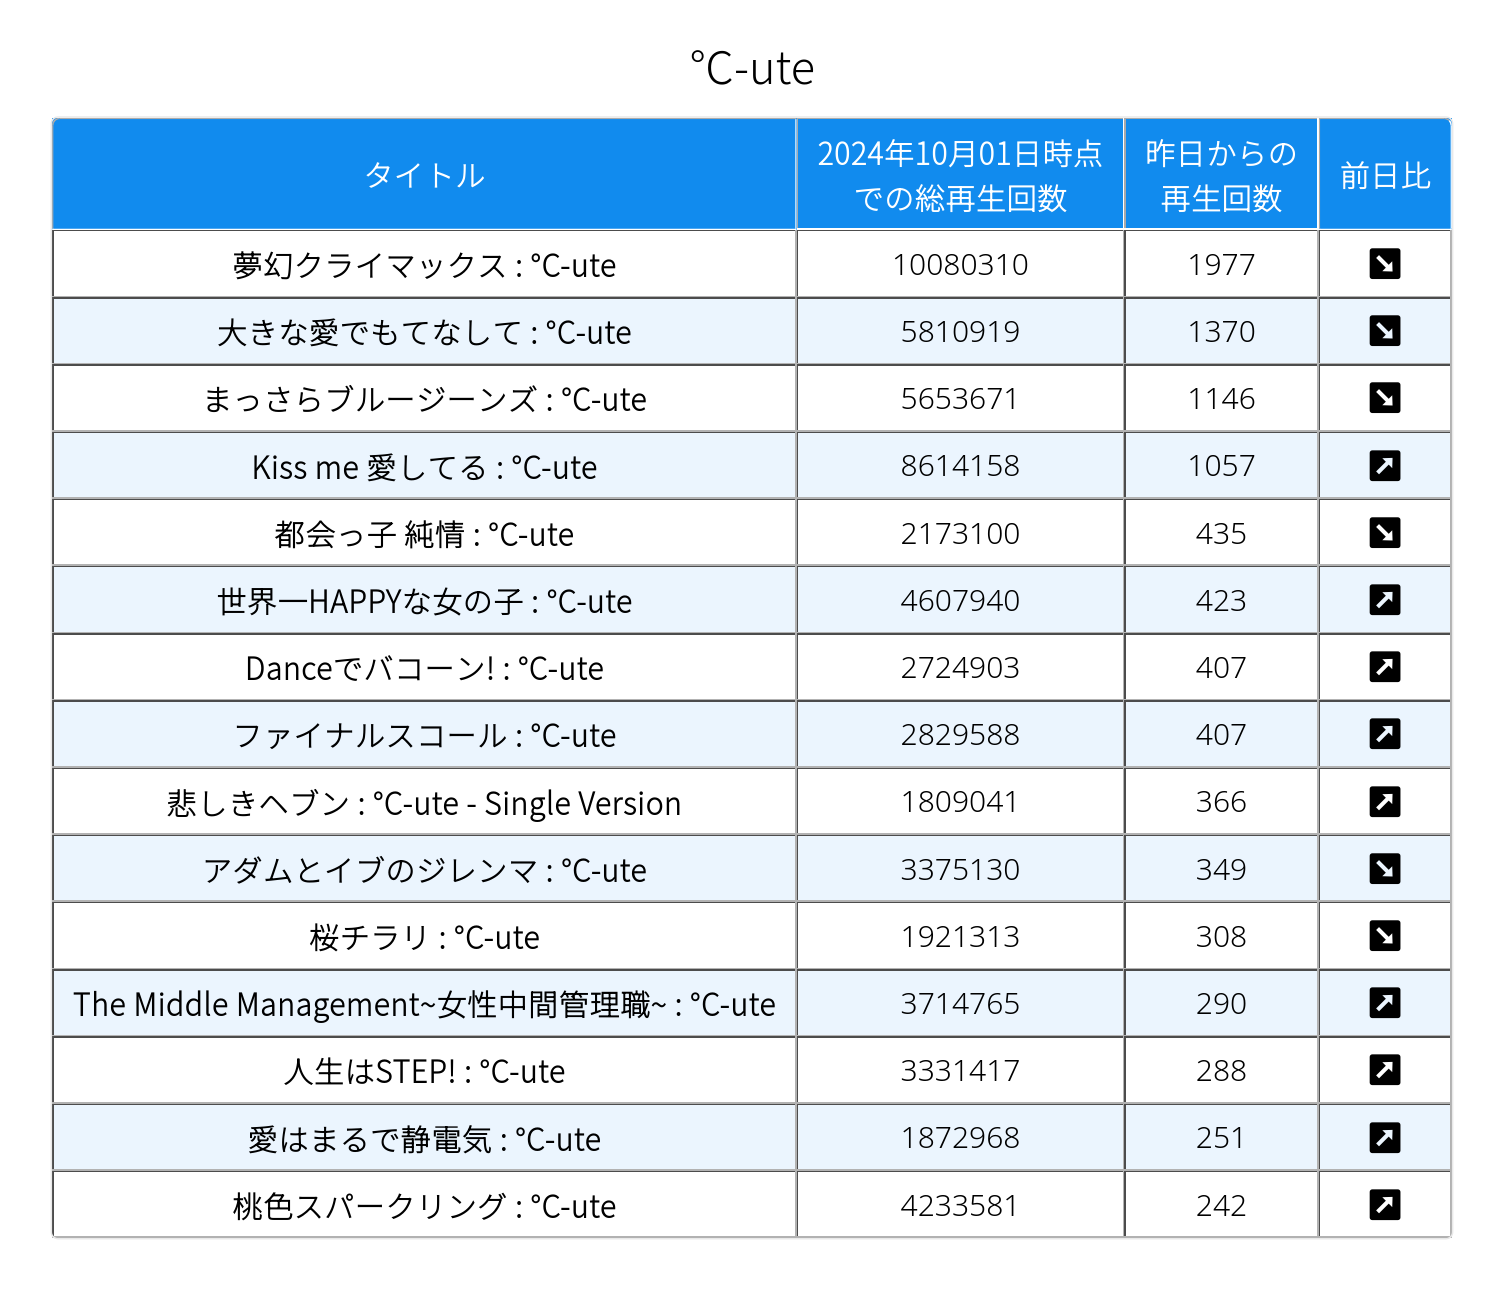 ℃-ute
タイトル 2024年10月01日時点での総再生回数 昨日からの再生回数 前日比
夢幻クライマックス : ℃-ute 10080310 1977 ↘
大きな愛でもてなして : ℃-ute 5810919 1370 ↘
まっさらブルージーンズ : ℃-ute 5653671 1146 ↘
Kiss me 愛してる : ℃-ute 8614158 1057 ↗
都会っ子 純情 : ℃-ute 2173100 435 ↘
世界一HAPPYな女の子 : ℃-ute 4607940 423 ↗
Danceでバコーン! : ℃-ute 2724903 407 ↗
ファイナルスコール : ℃-ute 2829588 407 ↗
悲しきヘブン : ℃-ute - Single Version 1809041 366 ↗
アダムとイブのジレンマ : ℃-ute 3375130 349 ↘
桜チラリ : ℃-ute 1921313 308 ↘
The Middle Management~女性中間管理職~ : ℃-ute 3714765 290 ↗
人生はSTEP! : ℃-ute 3331417 288 ↗
愛はまるで静電気 : ℃-ute 1872968 251 ↗
桃色スパークリング : ℃-ute 4233581 242 ↗